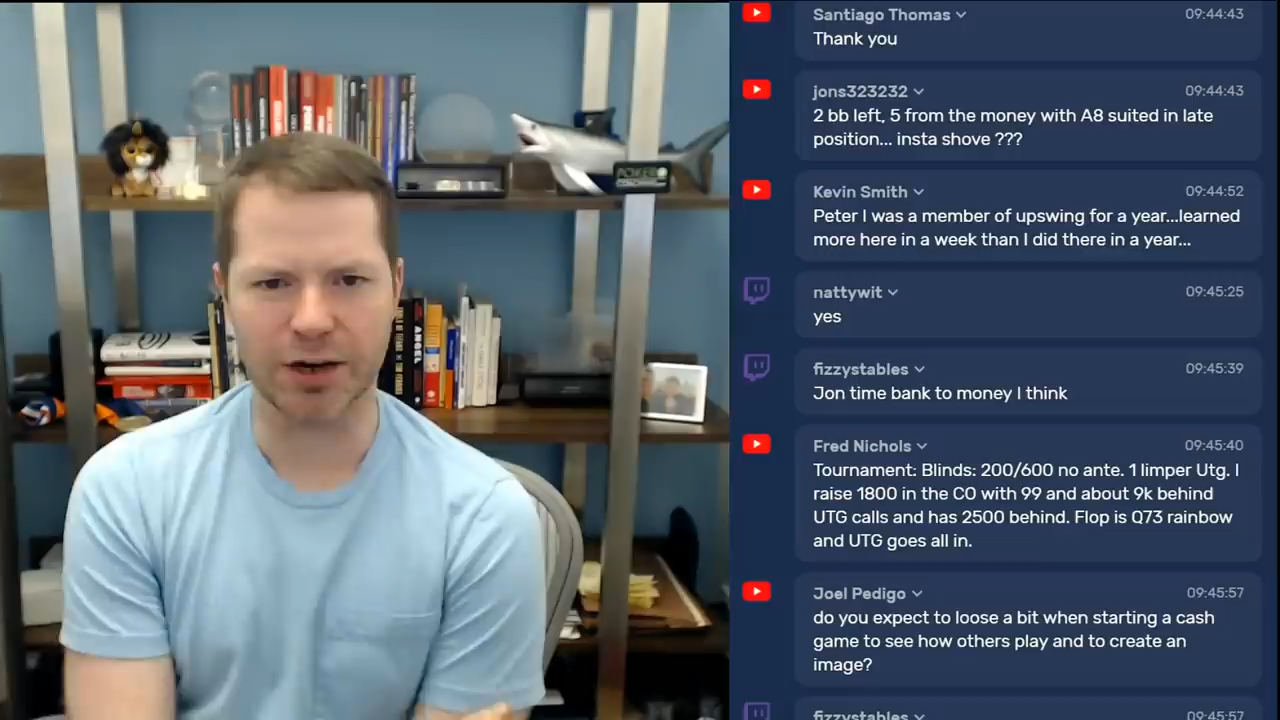 Santiago Thomas
09:44:43
Thank you
jons323232
09:44:43
2 bb left, 5 from the money with A8 suited in late
position... insta shove ???
Kevin Smith
09:44:52
Peter I was a member of upswing for a year...learned
more here in a week than I did there in a year...
nattywit
09:45:25
yes
fizzystables
09:45:39
Jon time bank to money I think
Fred Nichols
09:45:40
Tournament: Blinds: 200/600 no ante. 1 limper Utg. I
raise 1800 in the CO with 99 and about 9k behind
UTG calls and has 2500 behind. Flop is Q73 rainbow
and UTG goes all in.
Joel Pedigo
09:45:57
do you expect to loose a bit when starting a cash
game to see how others play and to create an
image?
fizzystables
09:45:57
POKER
ANGEL